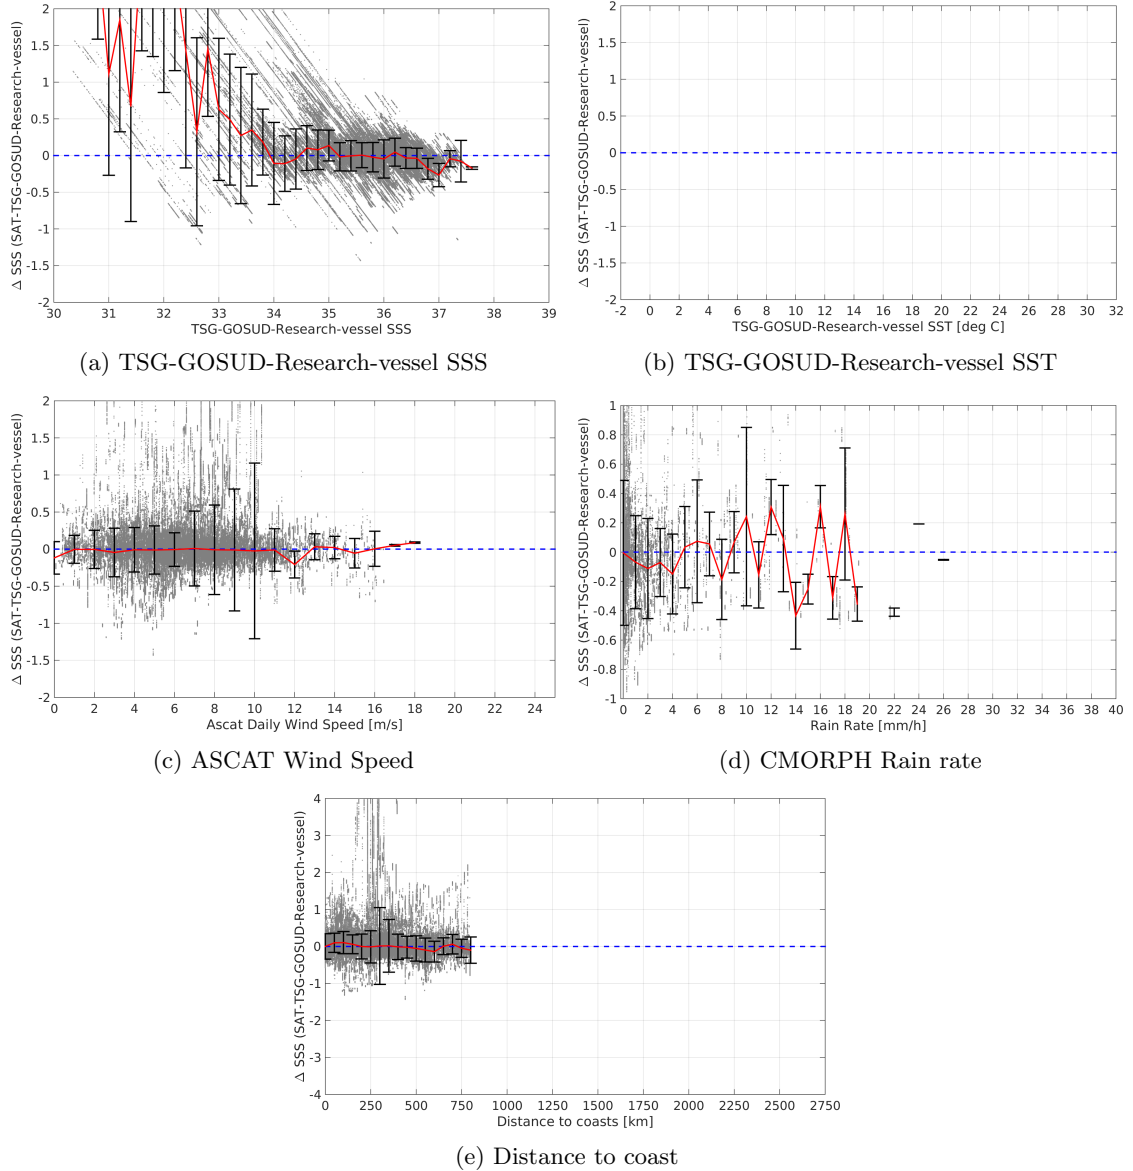 2
1.5
1
0.5
0
-0.5
-1
-1.5
-2
Δ SSS (SAT-TSG-GOSUD-Research-vessel)
30 31 32 33 34 35 36 37 38 39
TSG-GOSUD-Research-vessel SSS
(a) TSG-GOSUD-Research-vessel SSS
2
1.5
1
0.5
0
-0.5
-1
-1.5
-2
Δ SSS (SAT-TSG-GOSUD-Research-vessel)
-2 0 2 4 6 8 10 12 14 16 18 20 22 24 26 28 30 32
TSG-GOSUD-Research-vessel SST [deg C]
(b) TSG-GOSUD-Research-vessel SST
2
1.5
1
0.5
0
-0.5
-1
-1.5
-2
Δ SSS (SAT-TSG-GOSUD-Research-vessel)
0 2 4 6 8 10 12 14 16 18 20 22 24
Ascat Daily Wind Speed [m/s]
(c) ASCAT Wind Speed
1
0.8
0.6
0.4
0.2
0
-0.2
-0.4
-0.6
-0.8
-1
Δ SSS (SAT-TSG-GOSUD-Research-vessel)
0 2 4 6 8 10 12 14 16 18 20 22 24 26 28 30 32 34 36 38 40
Rain Rate [mm/h]
(d) CMORPH Rain rate
4
3
2
1
0
-1
-2
-3
-4
Δ SSS (SAT-TSG-GOSUD-Research-vessel)
0 250 500 750 1000 1250 1500 1750 2000 2250 2500 2750
Distance to coasts [km]
(e) Distance to coast